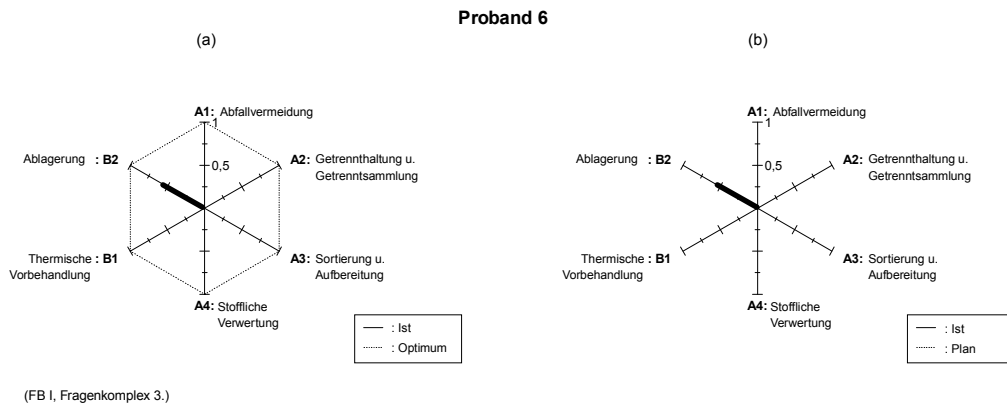 Proband 6
(a)
A1: Abfallvermeidung
1
Ablagerung : B2
0,5
A2: Getrennthaltung u.
Getrenntsammlung
Thermische : B1
Vorbehandlung
A3: Sortierung u.
Aufbereitung
A4: Stoffliche
Verwertung
: Ist
: Optimum
(b)
A1: Abfallvermeidung
1
Ablagerung : B2
0,5
A2: Getrennthaltung u.
Getrenntsammlung
Thermische : B1
Vorbehandlung
A3: Sortierung u.
Aufbereitung
A4: Stoffliche
Verwertung
: Ist
: Plan
(FB I, Fragenkomplex 3.)